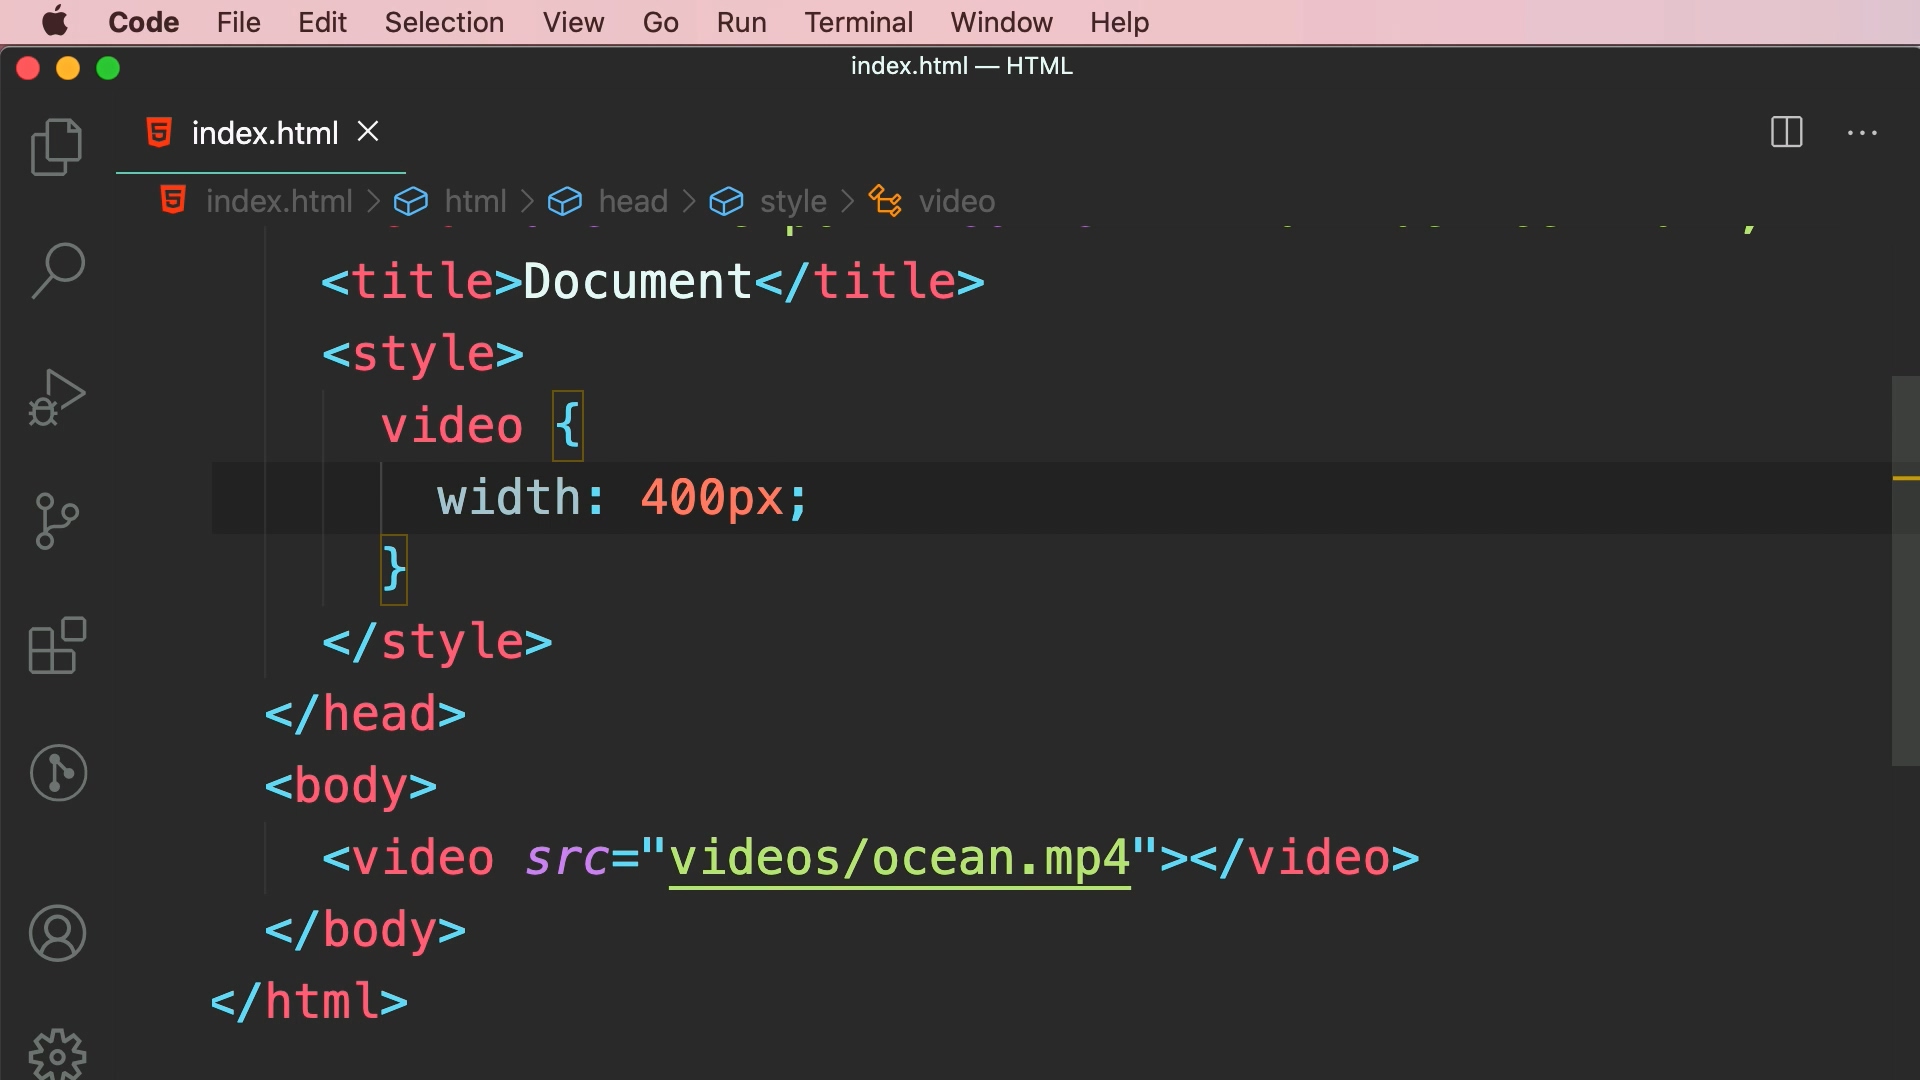 Code File Edit Selection View Go Run Terminal Window Help
index.html — HTML
index.html
index.html > html > head > style > video
<title>Document</title>
<style>
video {
width: 400px;
}
</style>
</head>
<body>
<video src="videos/ocean.mp4"></video>
</body>
</html>